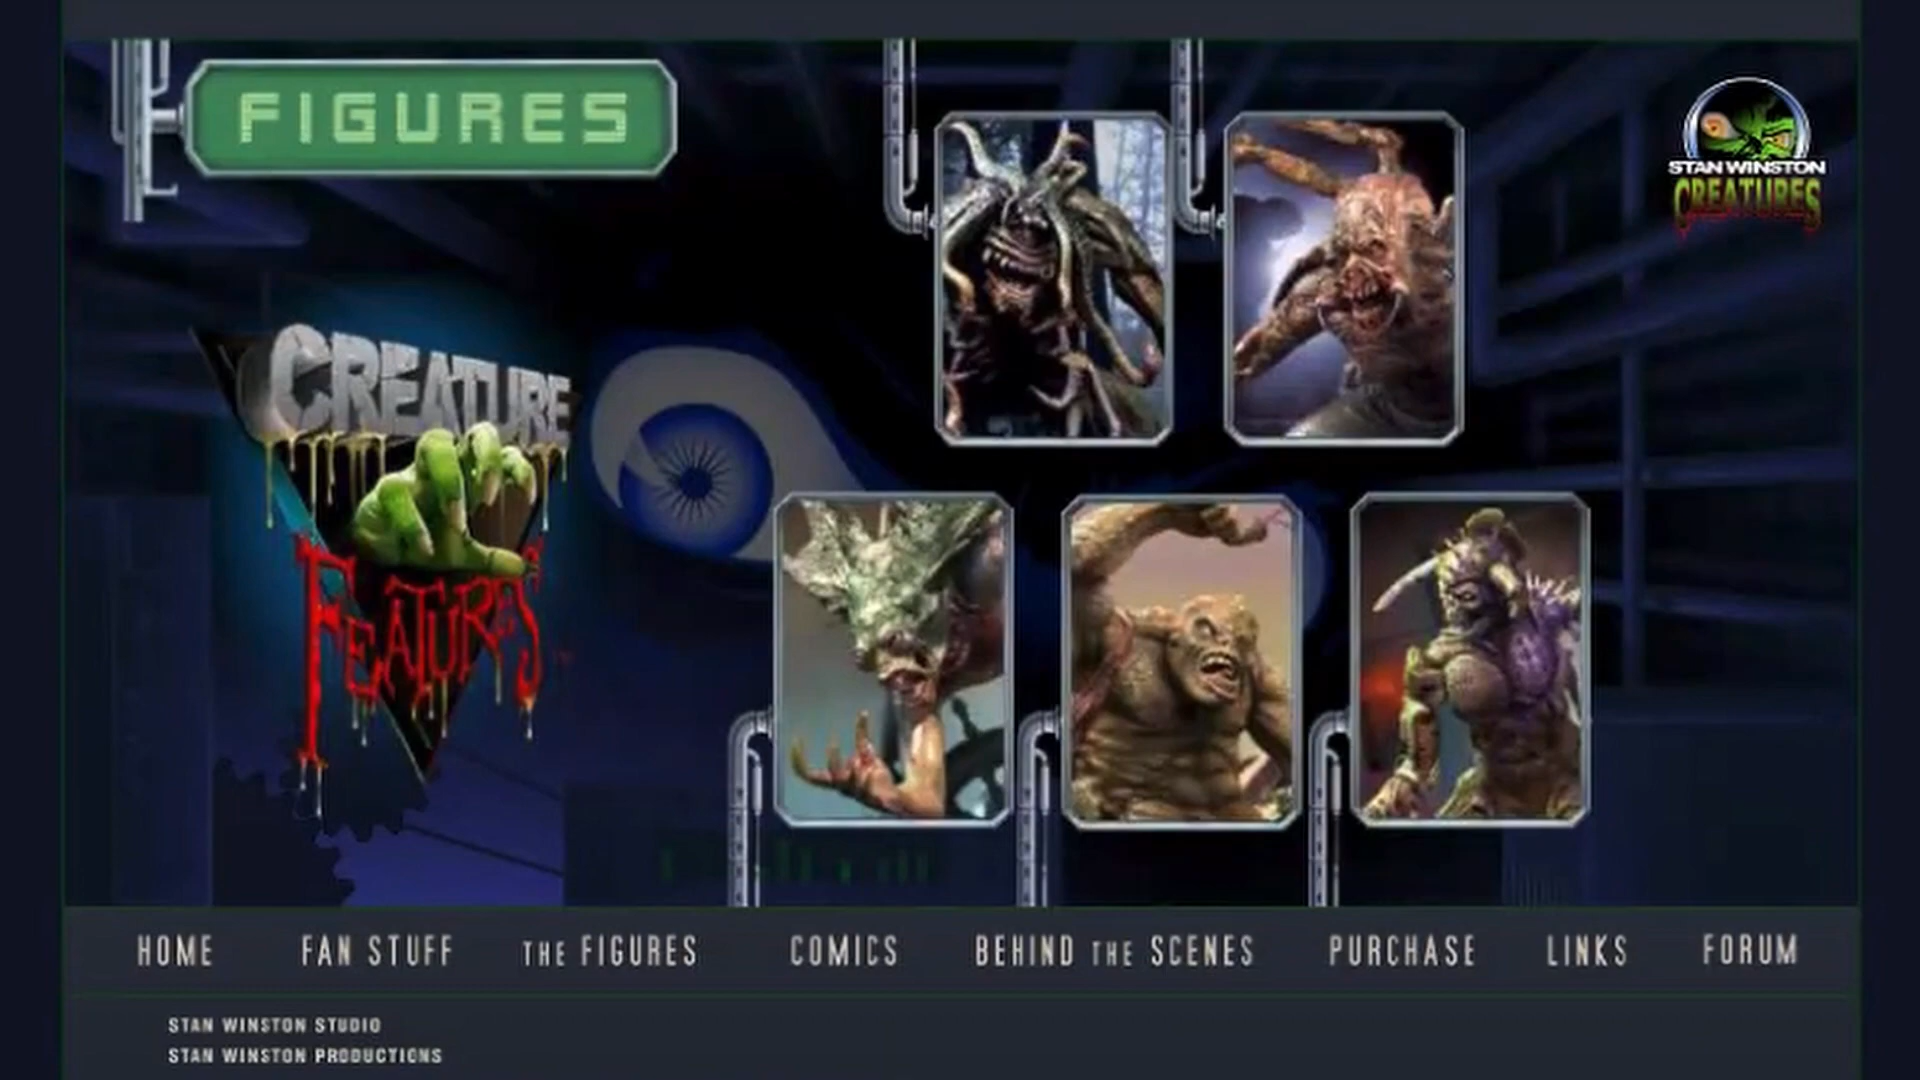 FIGURES
STAN WINSTON
CREATURES
CREATURE
FEATURES
HOME
FAN STUFF
THE FIGURES
COMICS
BEHIND THE SCENES
PURCHASE
LINKS
FORUM
STAN WINSTON STUDIO
STAN WINSTON PRODUCTIONS